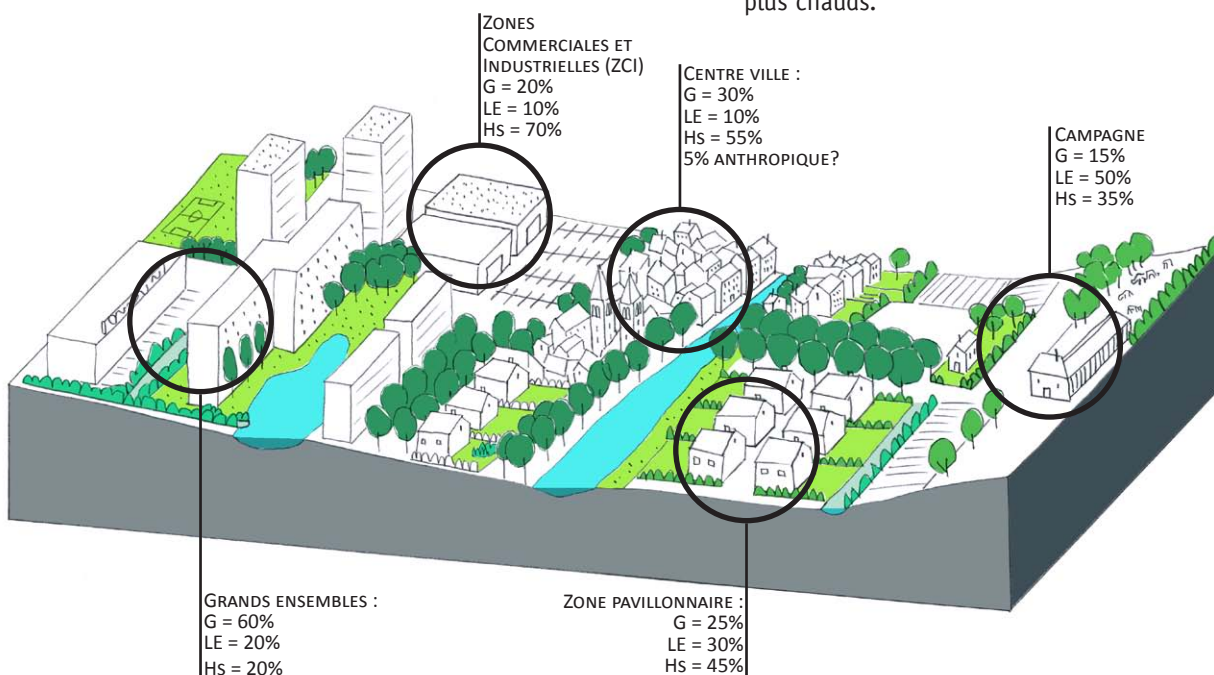 plus chauds.
ZONES
COMMERCIALES ET
INDUSTRIELLES (ZCI)
G = 20%
LE = 10%
HS = 70%
CENTRE VILLE :
G = 30%
LE = 10%
HS = 55%
5% ANTHROPIQUE?
CAMPAGNE
G = 15%
LE = 50%
HS = 35%
GRANDS ENSEMBLES :
G = 60%
LE = 20%
HS = 20%
ZONE PAVILLONNAIRE :
G = 25%
LE = 30%
HS = 45%